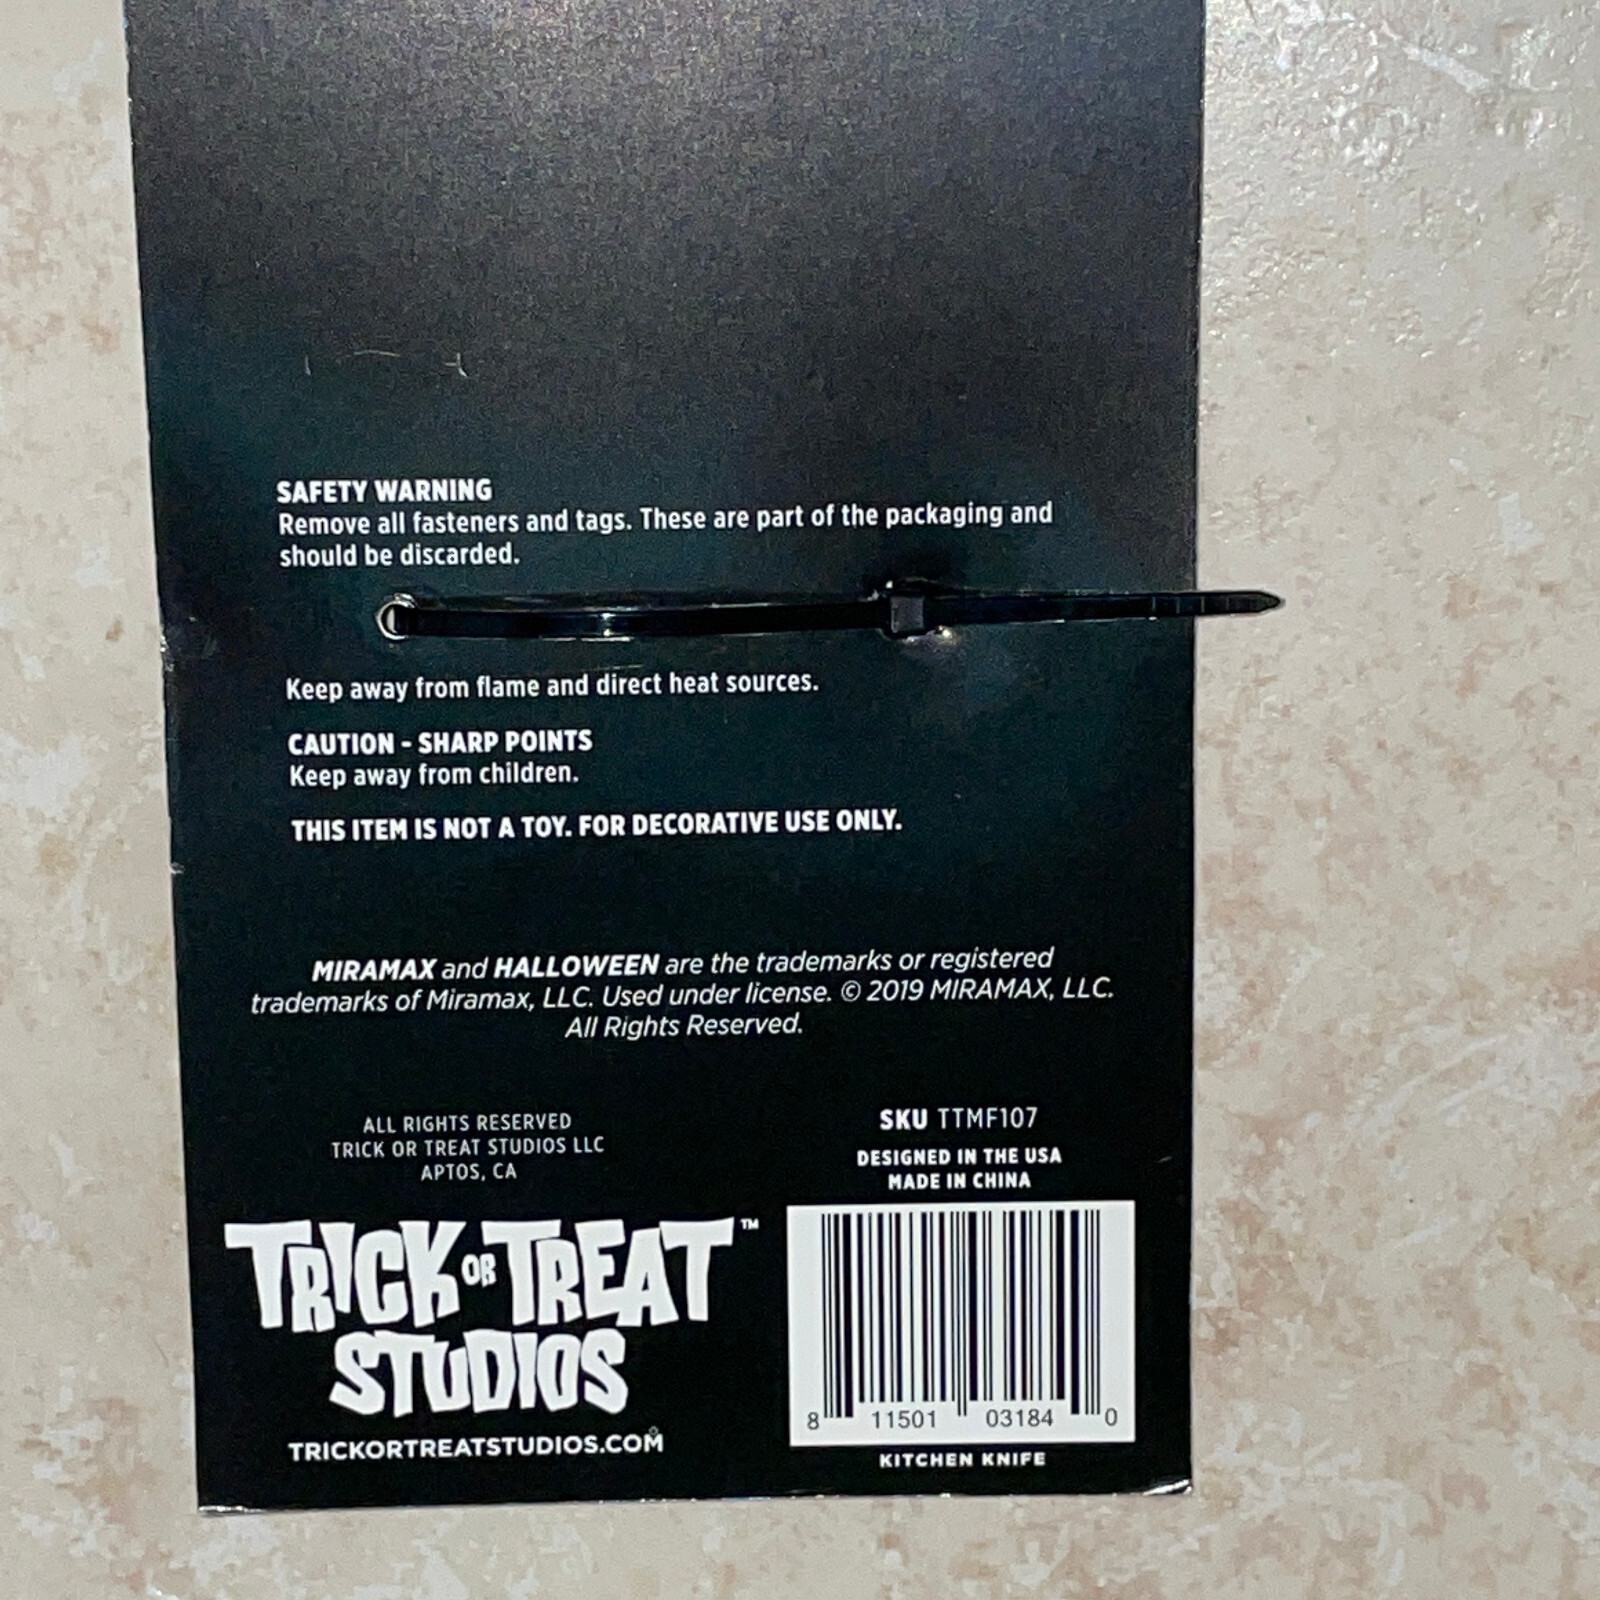 SAFETY WARNING
Remove all fasteners and tags. These are part of the packaging and
should be discarded.
Keep away from flame and direct heat sources.
CAUTION - SHARP POINTS
Keep away from children.
THIS ITEM IS NOT A TOY. FOR DECORATIVE USE ONLY.
MIRAMAX and HALLOWEEN are the trademarks or registered
trademarks of Miramax, LLC. Used under license. © 2019 MIRAMAX, LLC.
All Rights Reserved.
ALL RIGHTS RESERVED
TRICK OR TREAT STUDIOS LLC
APTOS, CA
TRICK OR TREAT ™
STUDIOS
TRICKORTREATSTUDIOS.COM
SKU TTMF107
DESIGNED IN THE USA
MADE IN CHINA
8 11501 03184 0
KITCHEN KNIFE